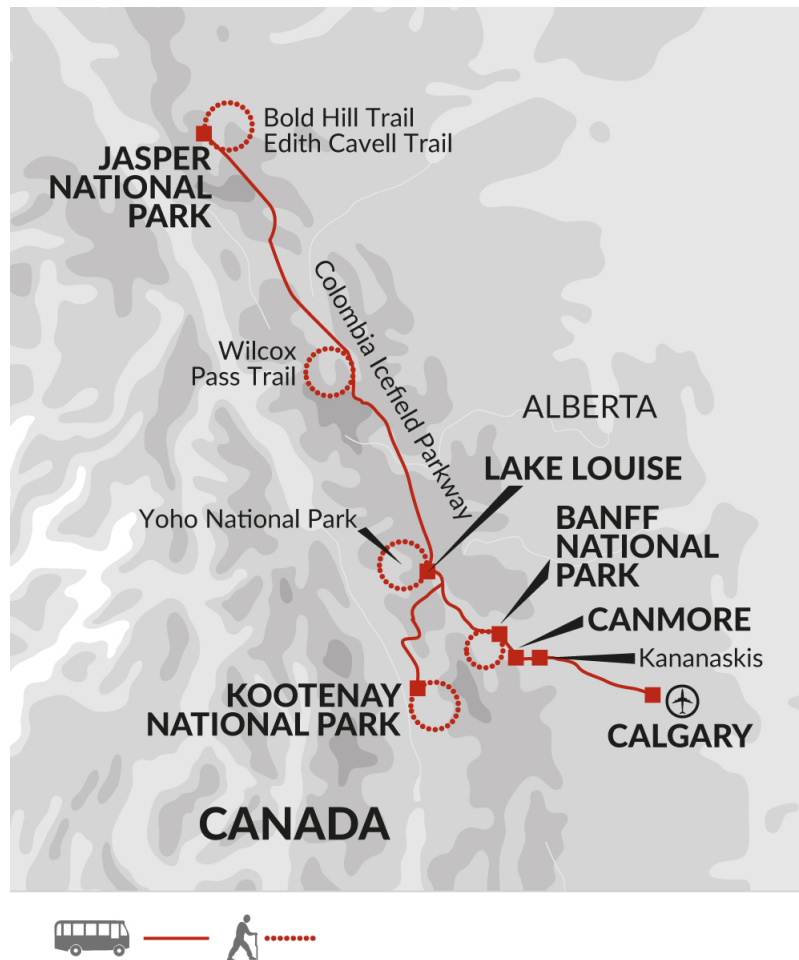 Bold Hill Trail
Edith Cavell Trail
JASPER
NATIONAL
PARK
Colombia Icefield Parkway
Wilcox
Pass Trail
ALBERTA
LAKE LOUISE
Yoho National Park
BANFF
NATIONAL
PARK
CANMORE
Kananaskis
KOOTENAY
NATIONAL PARK
CALGARY
CANADA